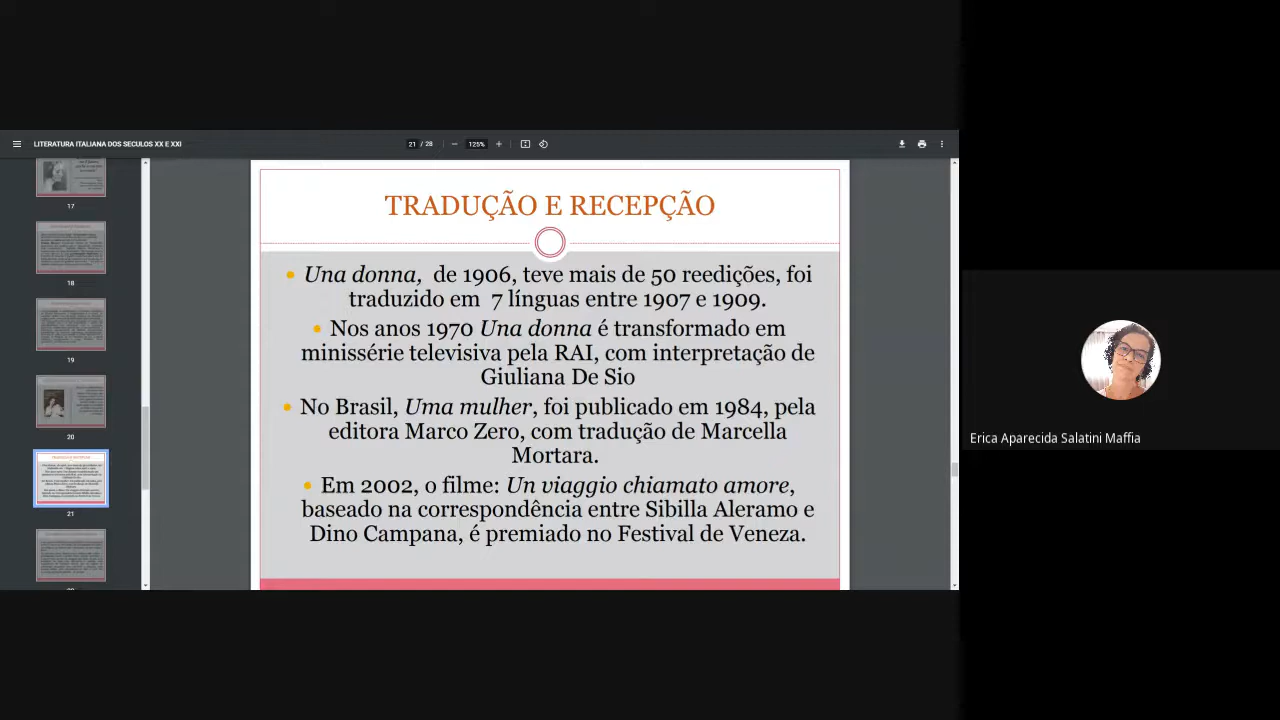 LITERATURA ITALIANA DOS SECULOS XX E XXI
21 / 28
125%
17
18
19
20
21
TRADUÇÃO E RECEPÇÃO
Una donna, de 1906, teve mais de 50 reedições, foi
traduzido em 7 línguas entre 1907 e 1909.
Nos anos 1970 Una donna é transformado em
minissérie televisiva pela RAI, com interpretação de
Giuliana De Sio
No Brasil, Uma mulher, foi publicado em 1984, pela
editora Marco Zero, com tradução de Marcella
Mortara.
Em 2002, o filme: Un viaggio chiamato amore,
baseado na correspondência entre Sibilla Aleramo e
Dino Campana, é premiado no Festival de Veneza.
Erica Aparecida Salatini Maffia